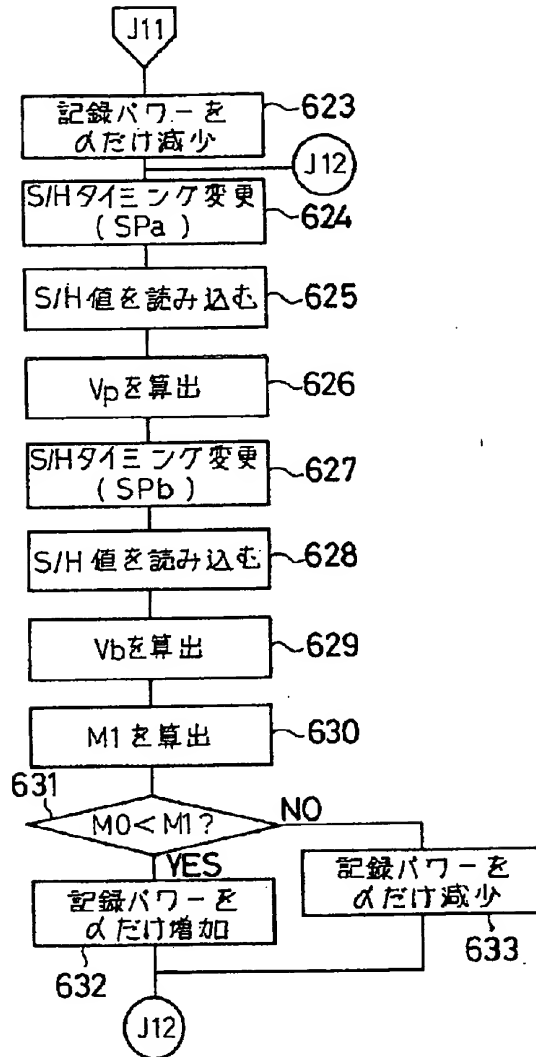 J11
記録パワーを
αだけ減少
623
J12
S/Hタイミング変更
(SPa)
624
S/H値を読み込む
625
Vpを算出
626
S/Hタイミング変更
(SPb)
627
S/H値を読み込む
628
Vbを算出
629
M1を算出
630
631
M0<M1?
NO
YES
記録パワーを
αだけ増加
632
記録パワーを
αだけ減少
633
J12